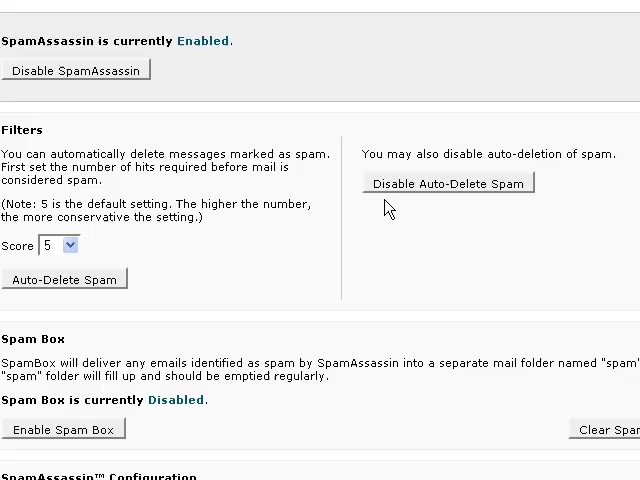 SpamAssassin is currently Enabled.
Disable SpamAssassin
Filters
You can automatically delete messages marked as spam.
First set the number of hits required before mail is
considered spam.
(Note: 5 is the default setting. The higher the number,
the more conservative the setting.)
Score 5
Auto-Delete Spam
You may also disable auto-deletion of spam.
Disable Auto-Delete Spam
Spam Box
SpamBox will deliver any emails identified as spam by SpamAssassin into a separate mail folder named "spam"
"spam" folder will fill up and should be emptied regularly.
Spam Box is currently Disabled.
Enable Spam Box
Clear Spam
SpamAssassin™ Configuration